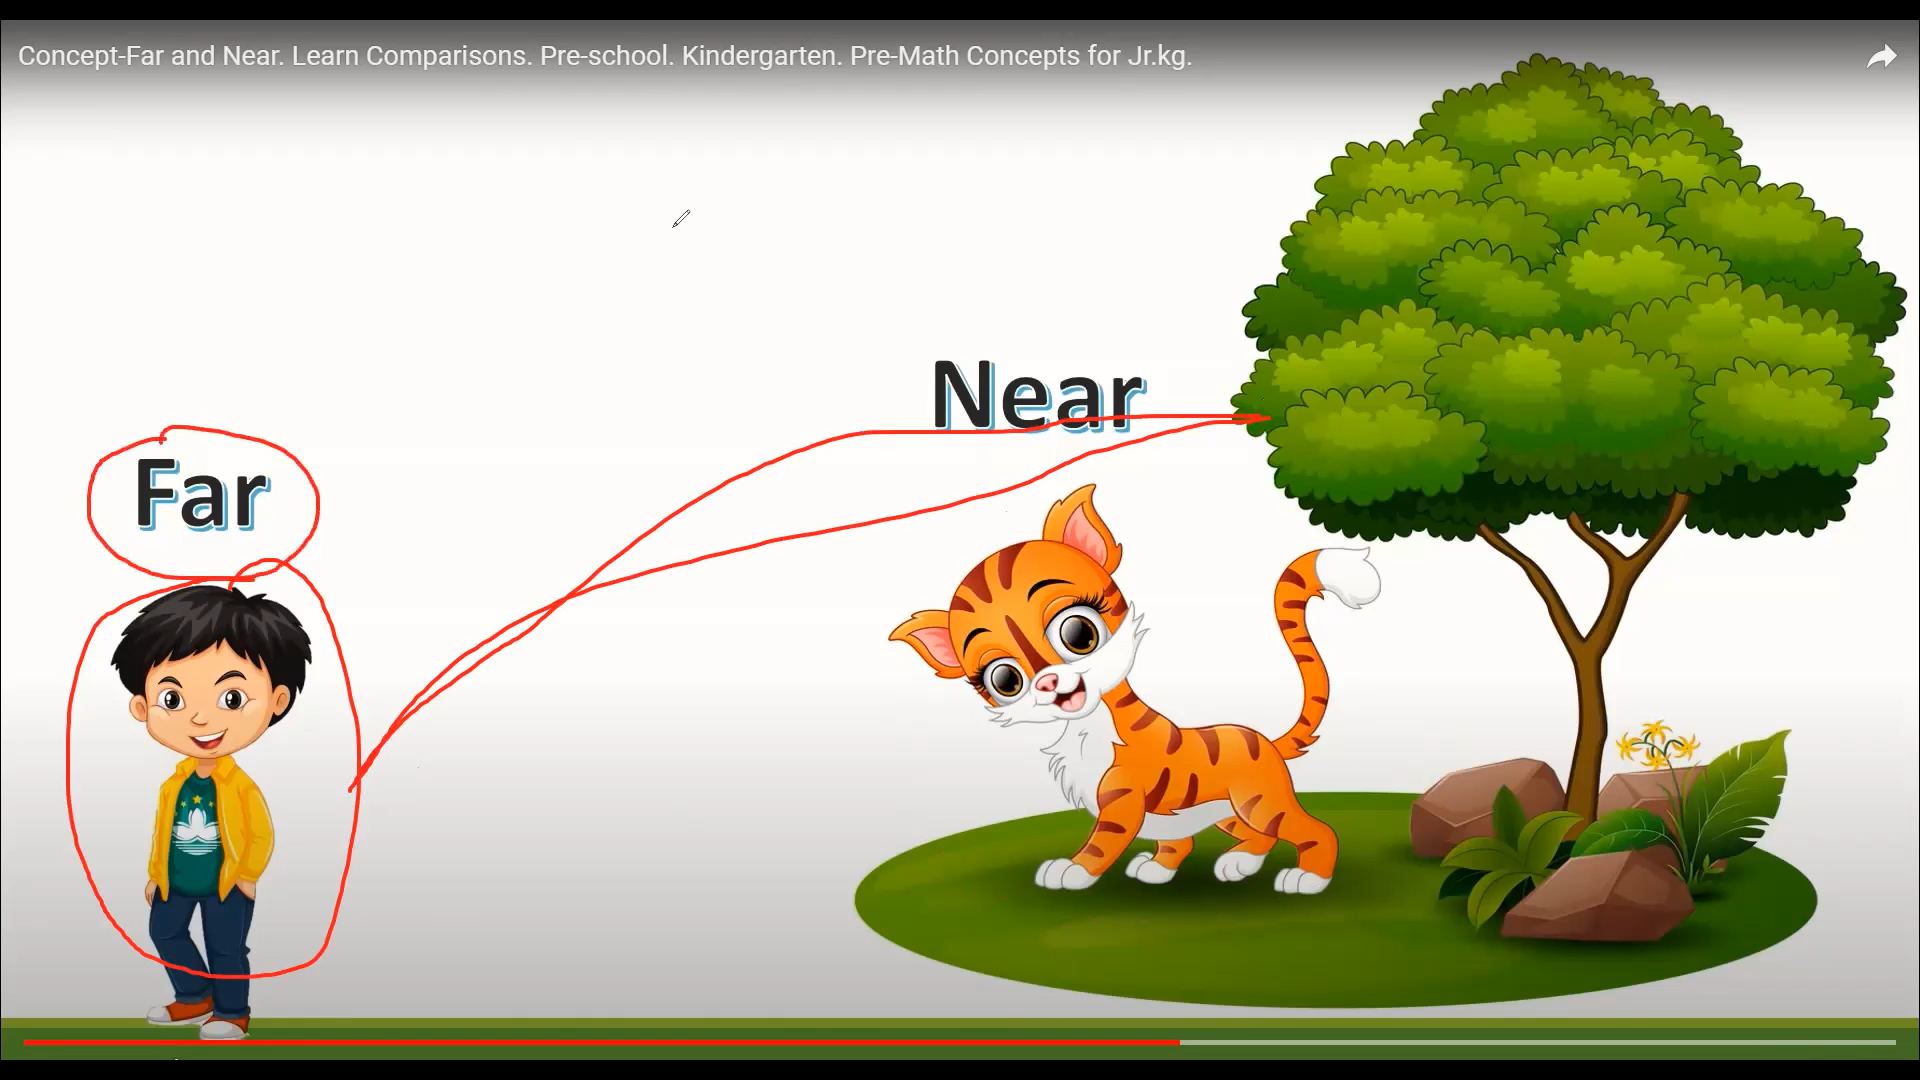 Concept-Far and Near. Learn Comparisons. Pre-school. Kindergarten. Pre-Math Concepts for Jr.kg.
Near
Far